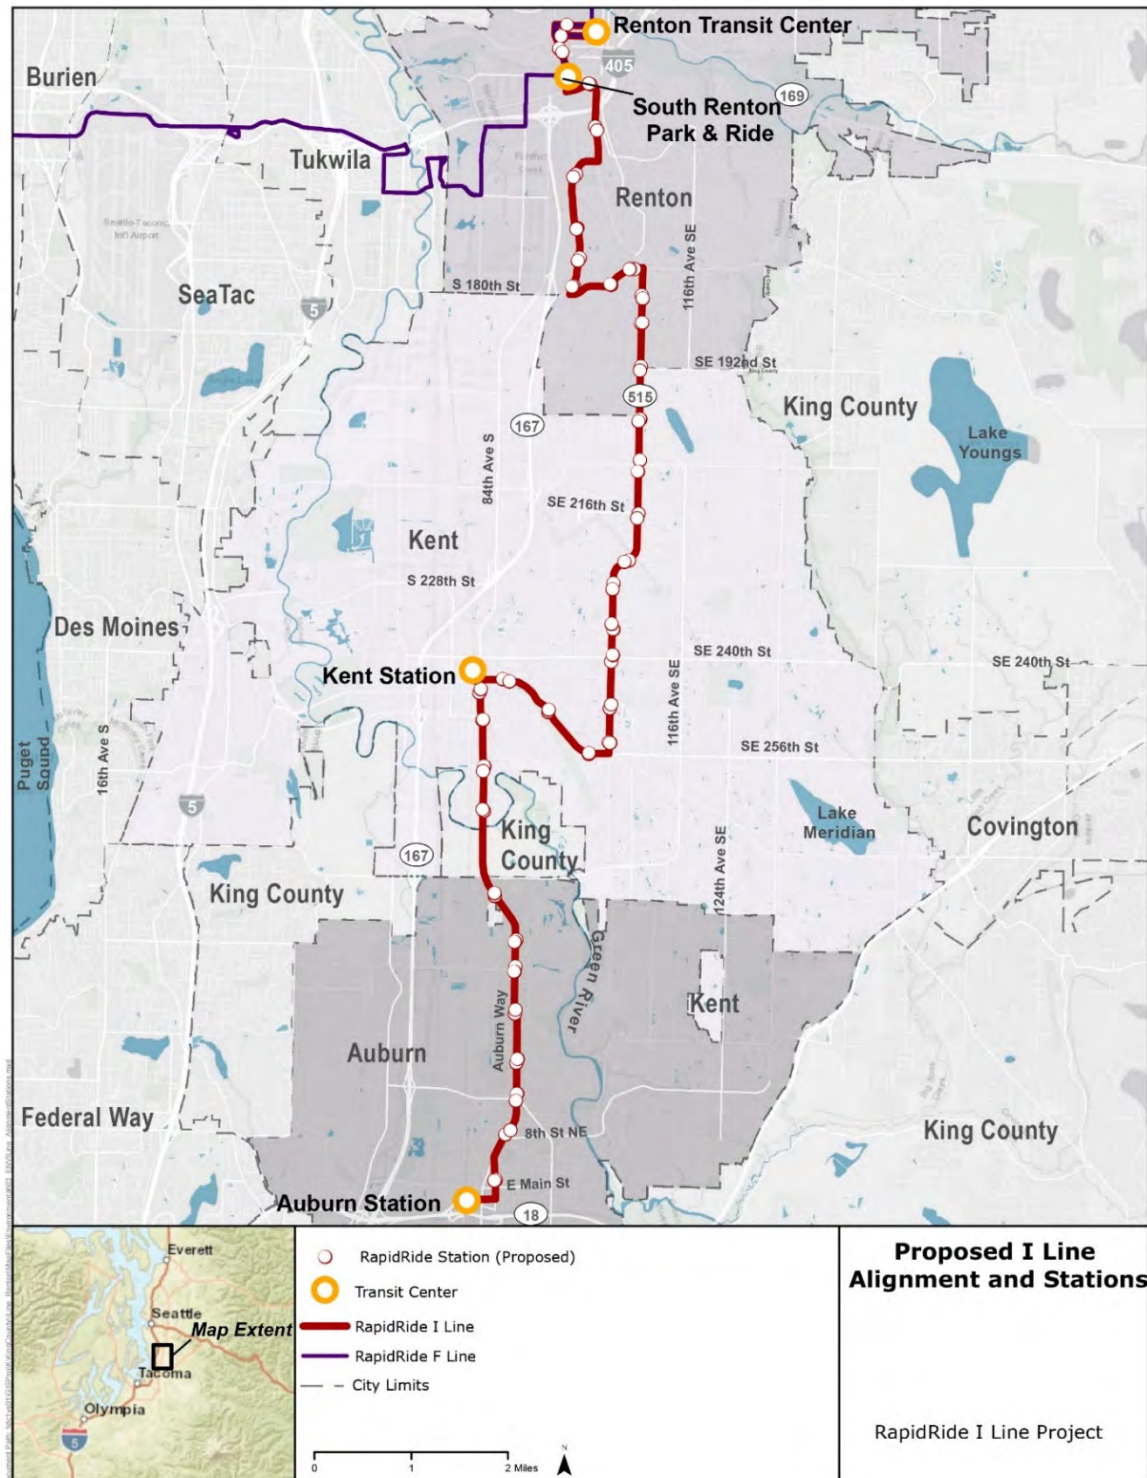 Renton Transit Center
Burien
405
169
South Renton
Park & Ride
Tukwila
Renton
116th Ave SE
SeaTac
S 180th St
5
SE 192nd St
515
King County
167
Lake
Youngs
84th Ave S
SE 216th St
Kent
S 228th St
Des Moines
SE 240th St
SE 240th St
Kent Station
116th Ave SE
SE 256th St
Puget
Sound
16th Ave S
5
Lake
Meridian
Covington
King
County
167
124th Ave SE
King County
Green River
Kent
Auburn Way
Auburn
Federal Way
8th St NE
King County
E Main St
Auburn Station
18
Everett
Seattle
Map Extent
Tacoma
Olympia
5
RapidRide Station (Proposed)
Transit Center
RapidRide I Line
RapidRide F Line
City Limits
0 1 2 Miles
N
Proposed I Line
Alignment and Stations
RapidRide I Line Project